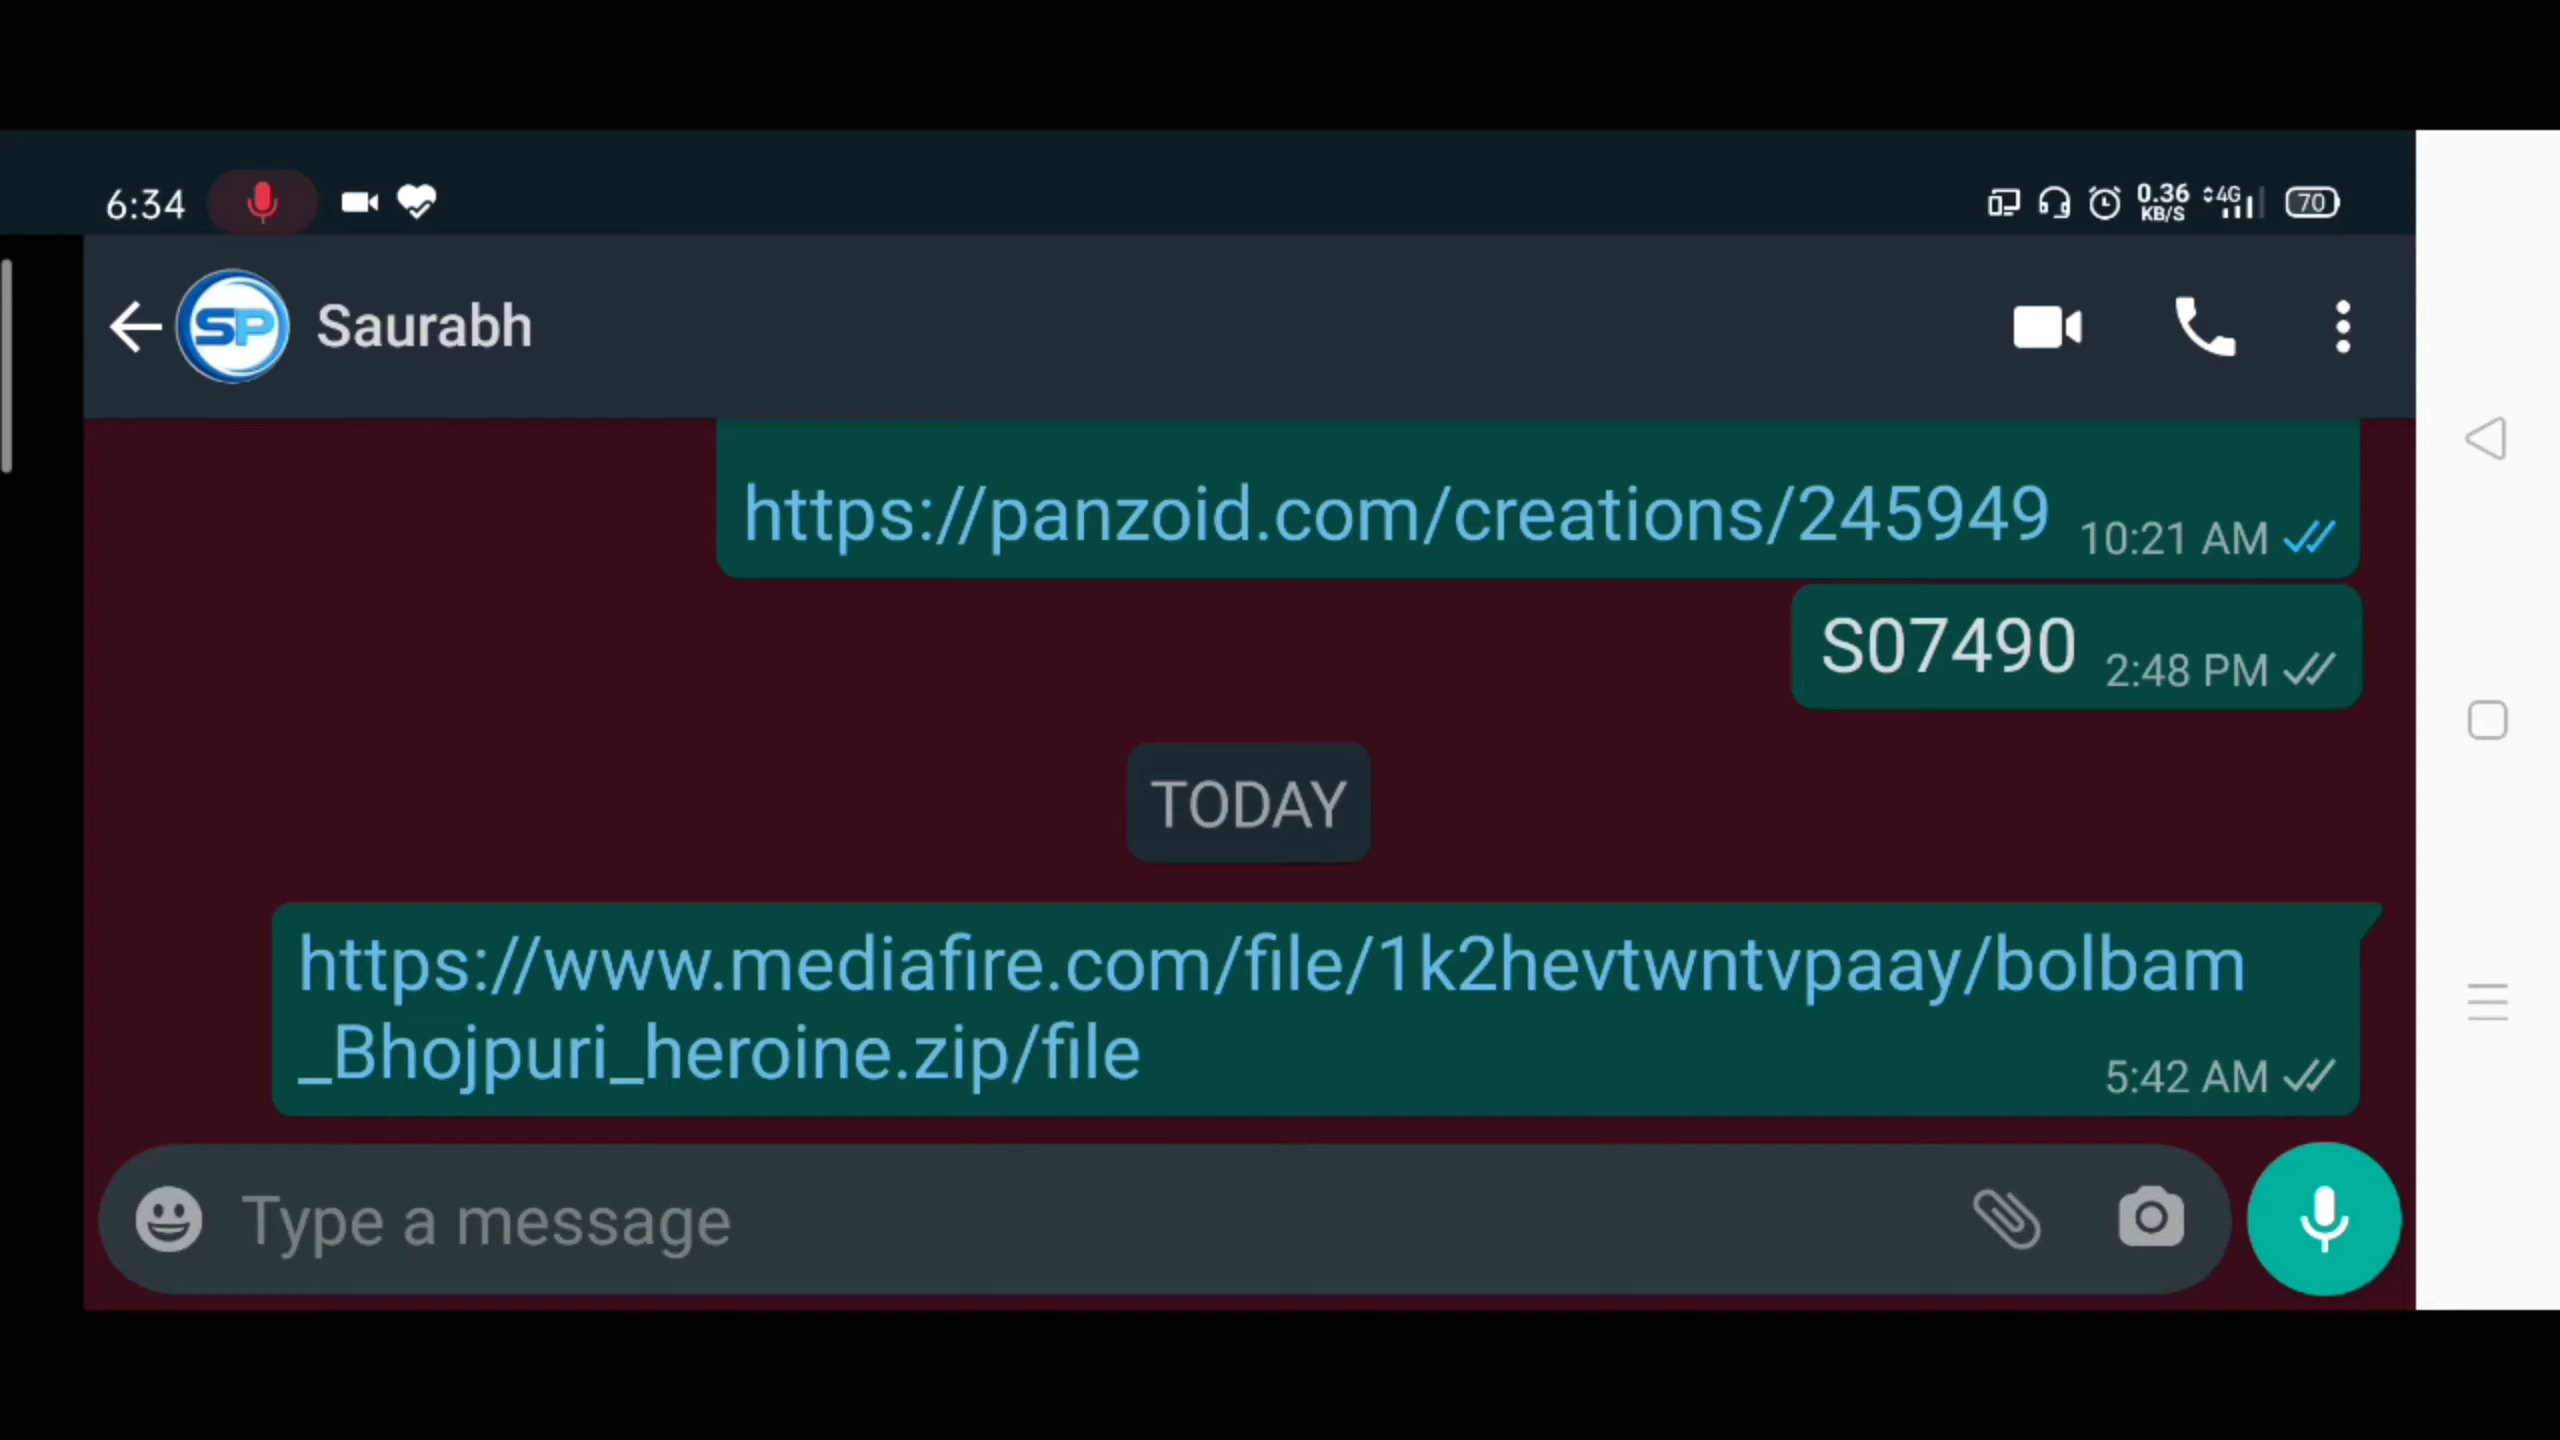 6:34
0.36
KB/S
4G
70
SP
Saurabh
https://panzoid.com/creations/245949 10:21 AM
S07490 2:48 PM
TODAY
https://www.mediafire.com/file/1k2hevtwntvpaay/bolbam
_Bhojpuri_heroine.zip/file
5:42 AM
Type a message